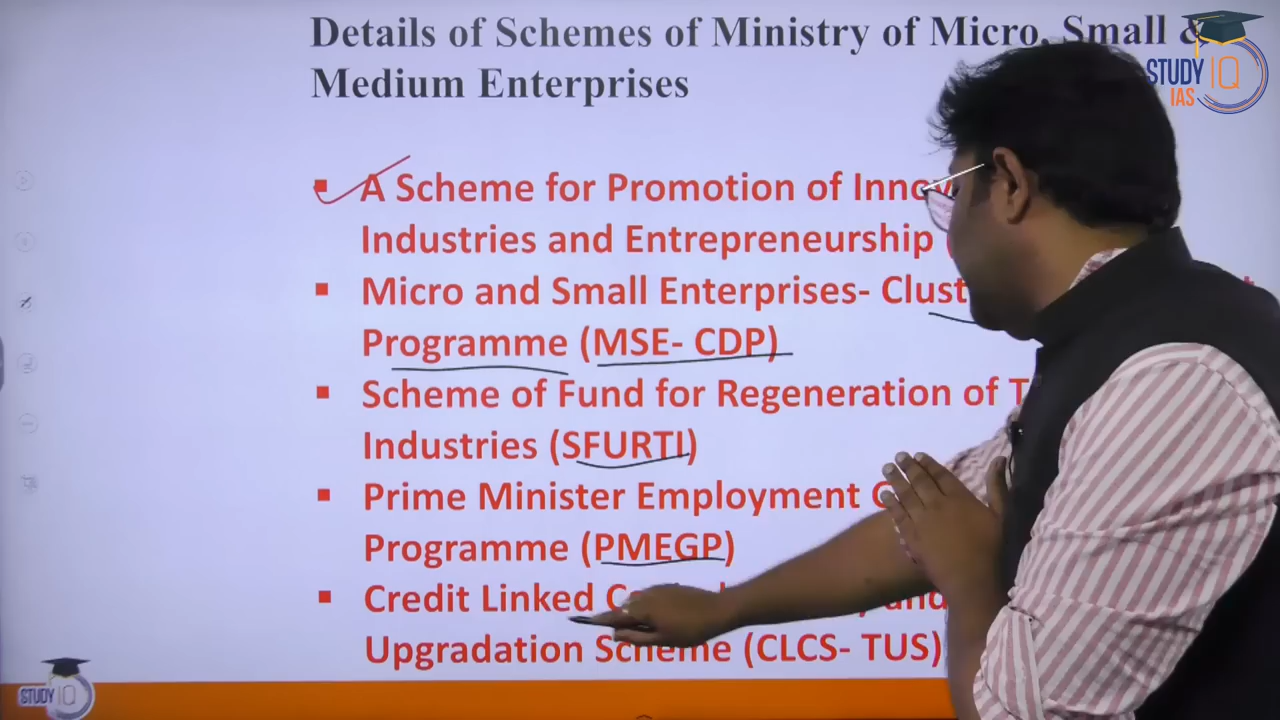 Details of Schemes of Ministry of Micro, Small &
Medium Enterprises
STUDY IQ
IAS
A Scheme for Promotion of
Industries and Entrepreneurship
Micro and Small Enterprises-
Programme (MSE- CDP)
Scheme of Fund for Regeneration of
Industries (SFURTI)
Prime Minister Employment
Programme (PMEGP)
Credit Linked
Upgradation Scheme (CLCS- TUS)
STUDY IQ